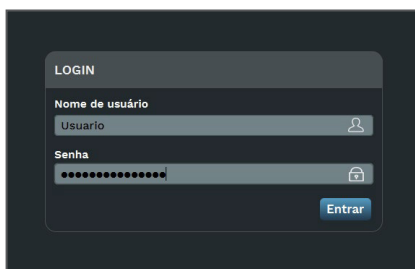 LOGIN
Nome de usuário
Usuario
Senha
●●●●●●●●●●●●●●●
Entrar